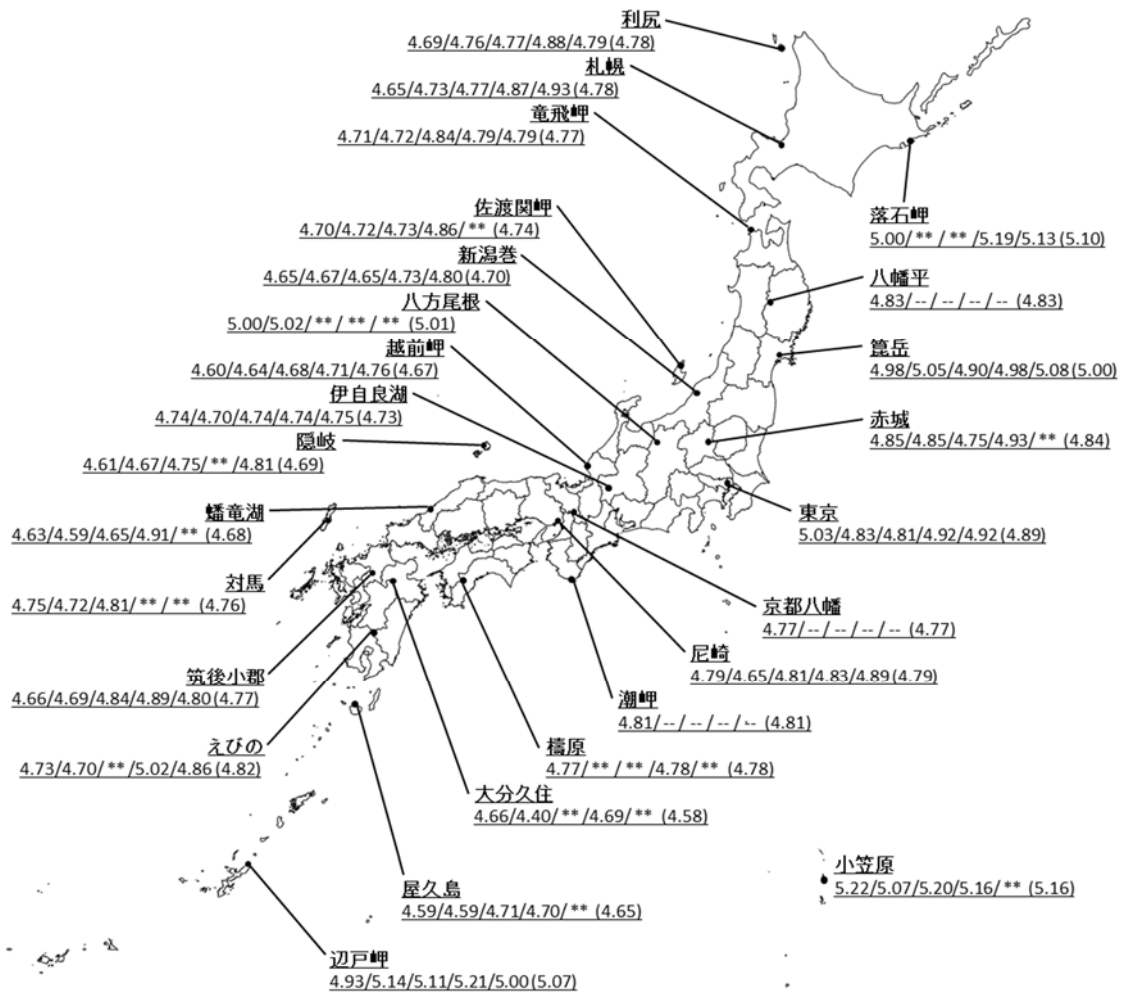 利尻
4.69/4.76/4.77/4.88/4.79(4.78)
札幌
4.65/4.73/4.77/4.87/4.93(4.78)
竜飛岬
4.71/4.72/4.84/4.79/4.79(4.77)
落石岬
5.00/ ** / ** /5.19/5.13(5.10)
佐渡関岬
4.70/4.72/4.73/4.86/ ** (4.74)
新潟巻
4.65/4.67/4.65/4.73/4.80(4.70)
八幡平
4.83/ -- / -- / -- / -- (4.83)
八方尾根
5.00/5.02/ ** / ** / ** (5.01)
越前岬
4.60/4.64/4.68/4.71/4.76(4.67)
箟岳
4.98/5.05/4.90/4.98/5.08(5.00)
伊自良湖
4.74/4.70/4.74/4.74/4.75(4.73)
赤城
4.85/4.85/4.75/4.93/ ** (4.84)
隠岐
4.61/4.67/4.75/ ** /4.81(4.69)
蟠竜湖
4.63/4.59/4.65/4.91/ ** (4.68)
東京
5.03/4.83/4.81/4.92/4.92(4.89)
対馬
4.75/4.72/4.81/ ** / ** (4.76)
京都八幡
4.77/ -- / -- / -- / -- (4.77)
尼崎
4.79/4.65/4.81/4.83/4.89(4.79)
筑後小郡
4.66/4.69/4.84/4.89/4.80(4.77)
潮岬
4.81/ -- / -- / -- / -- (4.81)
えびの
4.73/4.70/ ** /5.02/4.86(4.82)
檮原
4.77/ ** / ** /4.78/ ** (4.78)
大分久住
4.66/4.40/ ** /4.69/ ** (4.58)
小笠原
5.22/5.07/5.20/5.16/ ** (5.16)
屋久島
4.59/4.59/4.71/4.70/ ** (4.65)
辺戸岬
4.93/5.14/5.11/5.21/5.00(5.07)